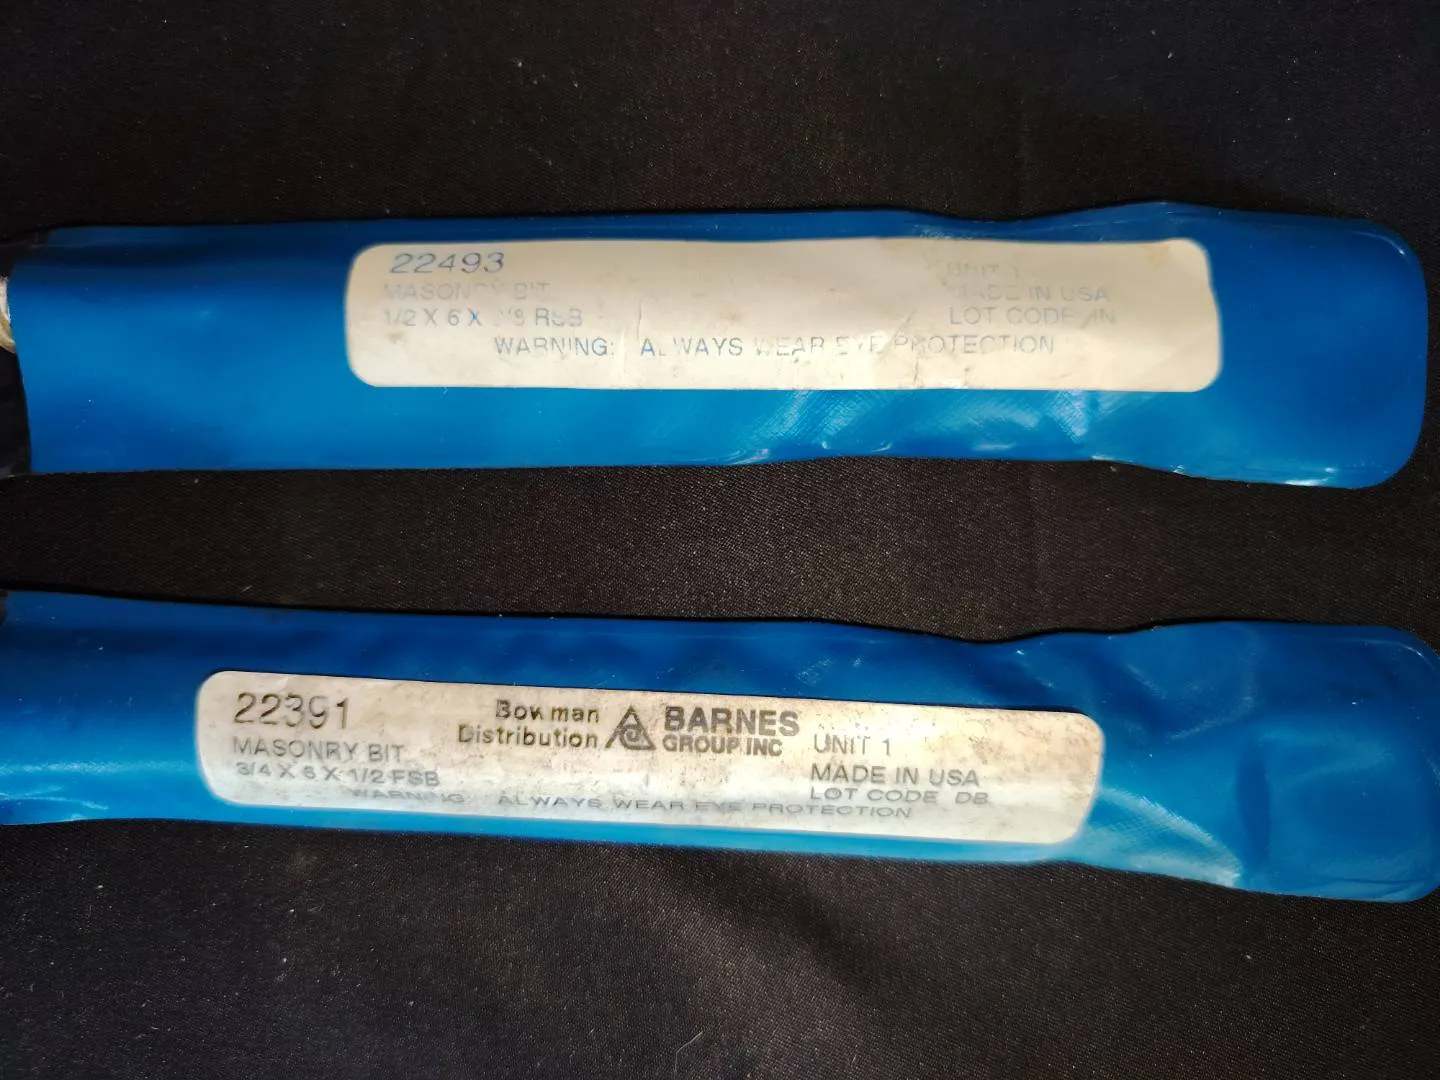 22493
MASONRY BIT
1/2 X 6 X 3/8 RSB
UNIT 1
MADE IN USA
LOT CODE
WARNING: ALWAYS WEAR EYE PROTECTION
22391
MASONRY BIT
3/4 X 6 X 1/2 FSB
Bowman
Distribution
BARNES
GROUP INC
UNIT 1
MADE IN USA
LOT CODE DB
WARNING: ALWAYS WEAR EYE PROTECTION